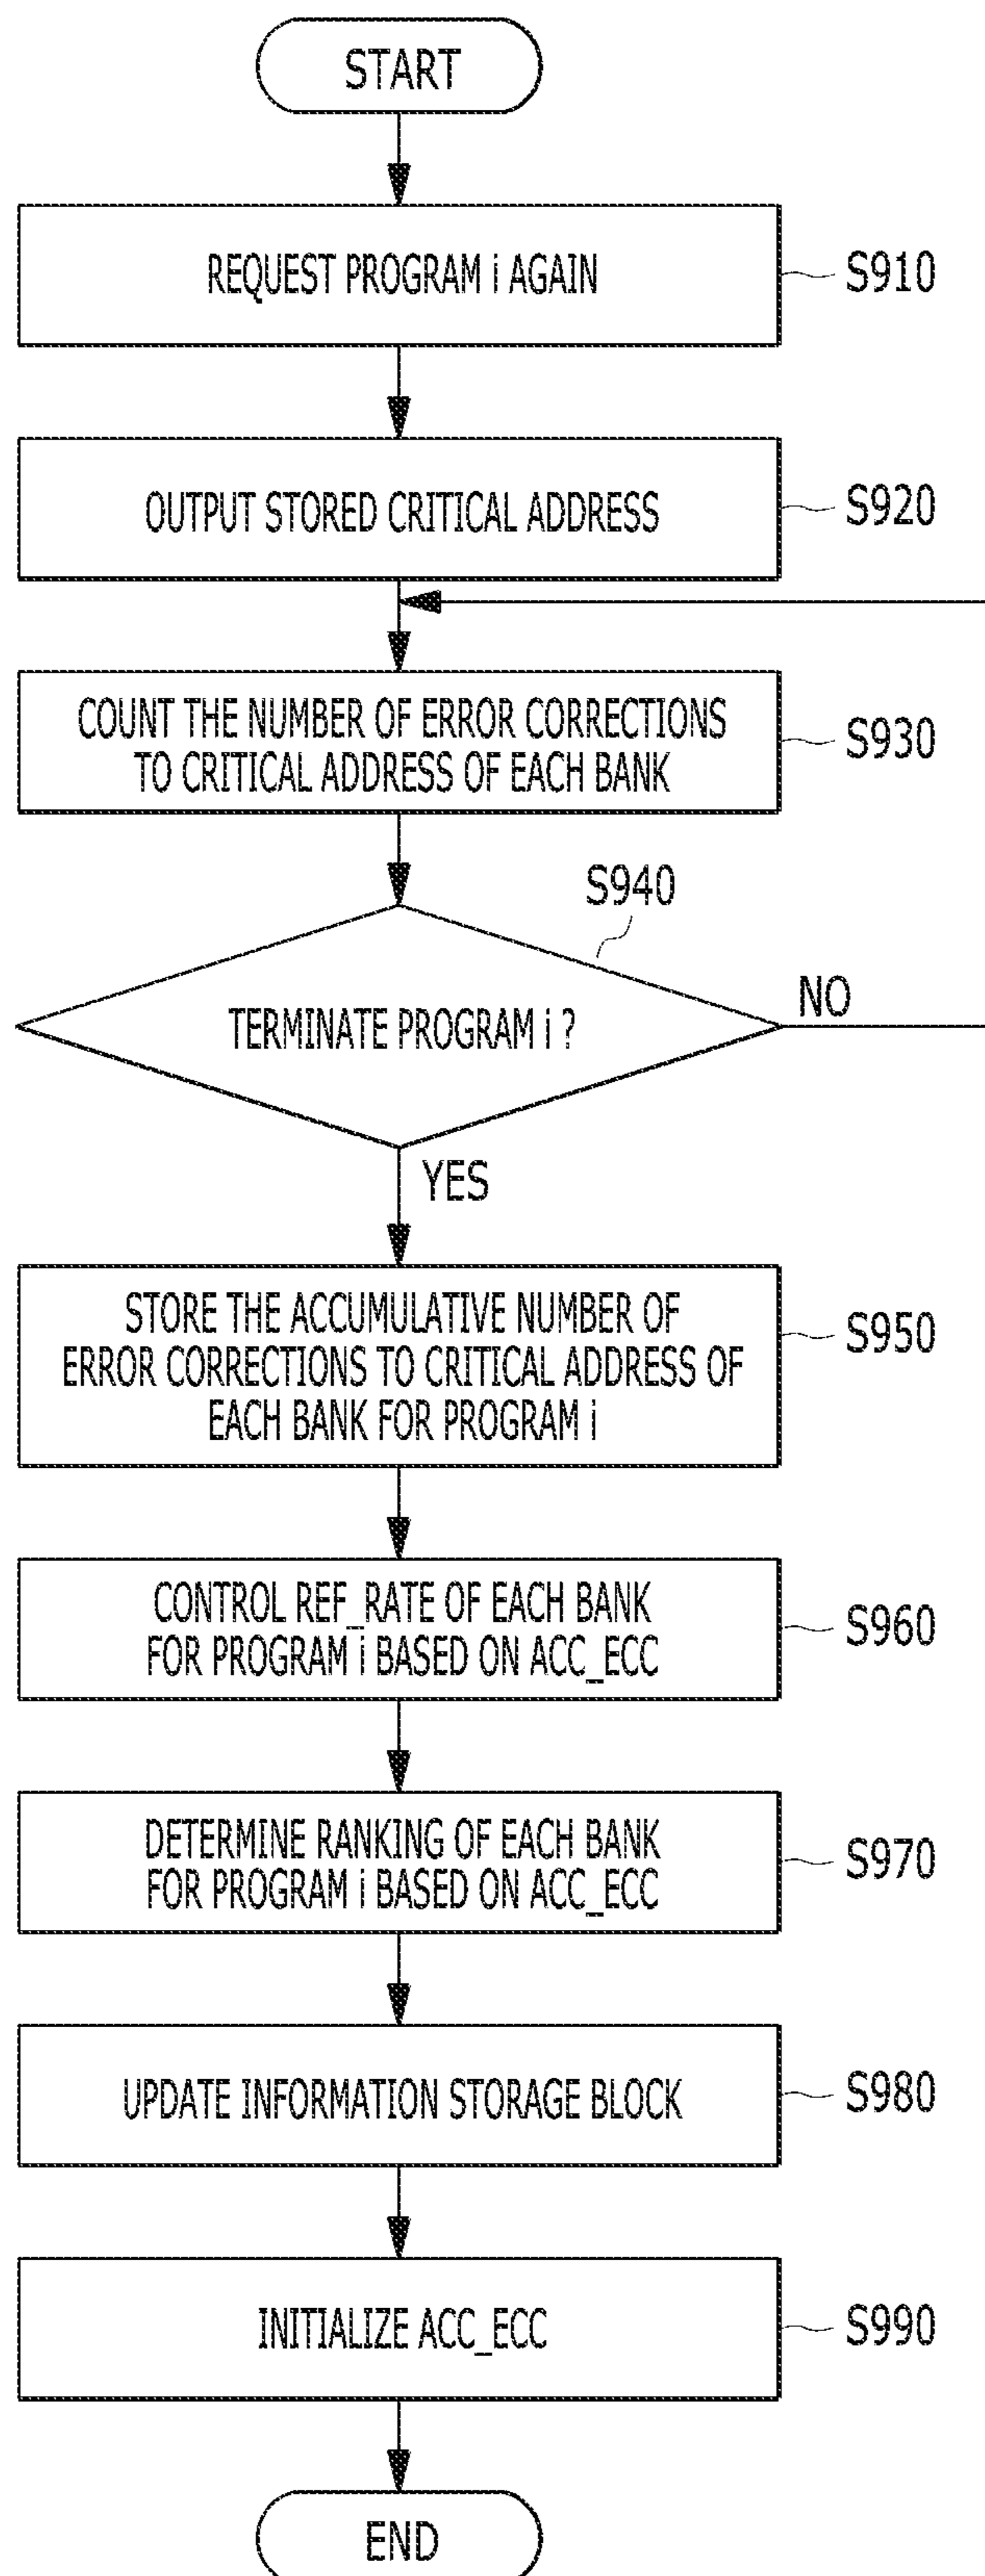 START
REQUEST PROGRAM i AGAIN
S910
OUTPUT STORED CRITICAL ADDRESS
S920
COUNT THE NUMBER OF ERROR CORRECTIONS
TO CRITICAL ADDRESS OF EACH BANK
S930
S940
TERMINATE PROGRAM i ?
NO
YES
STORE THE ACCUMULATIVE NUMBER OF
ERROR CORRECTIONS TO CRITICAL ADDRESS OF
EACH BANK FOR PROGRAM i
S950
CONTROL REF_RATE OF EACH BANK
FOR PROGRAM i BASED ON ACC_ECC
S960
DETERMINE RANKING OF EACH BANK
FOR PROGRAM i BASED ON ACC_ECC
S970
UPDATE INFORMATION STORAGE BLOCK
S980
INITIALIZE ACC_ECC
S990
END